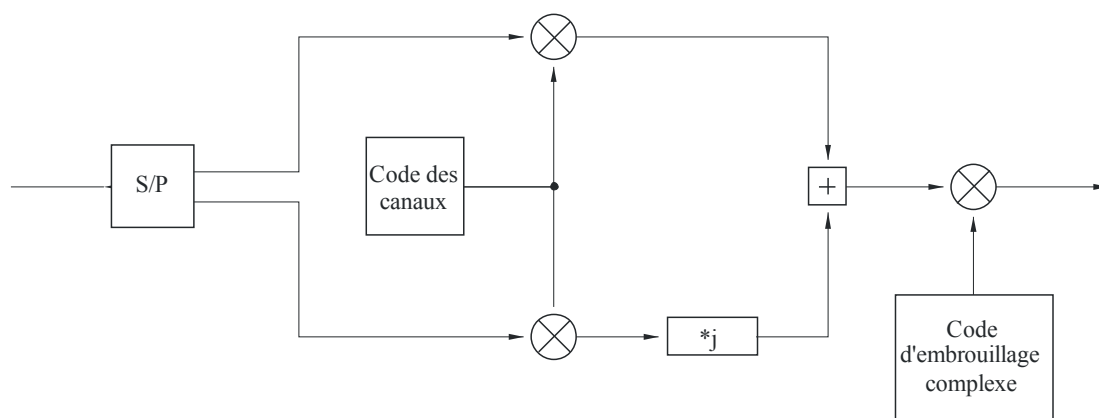 S/P
Code des
canaux
+
*j
Code
d'embrouillage
complexe